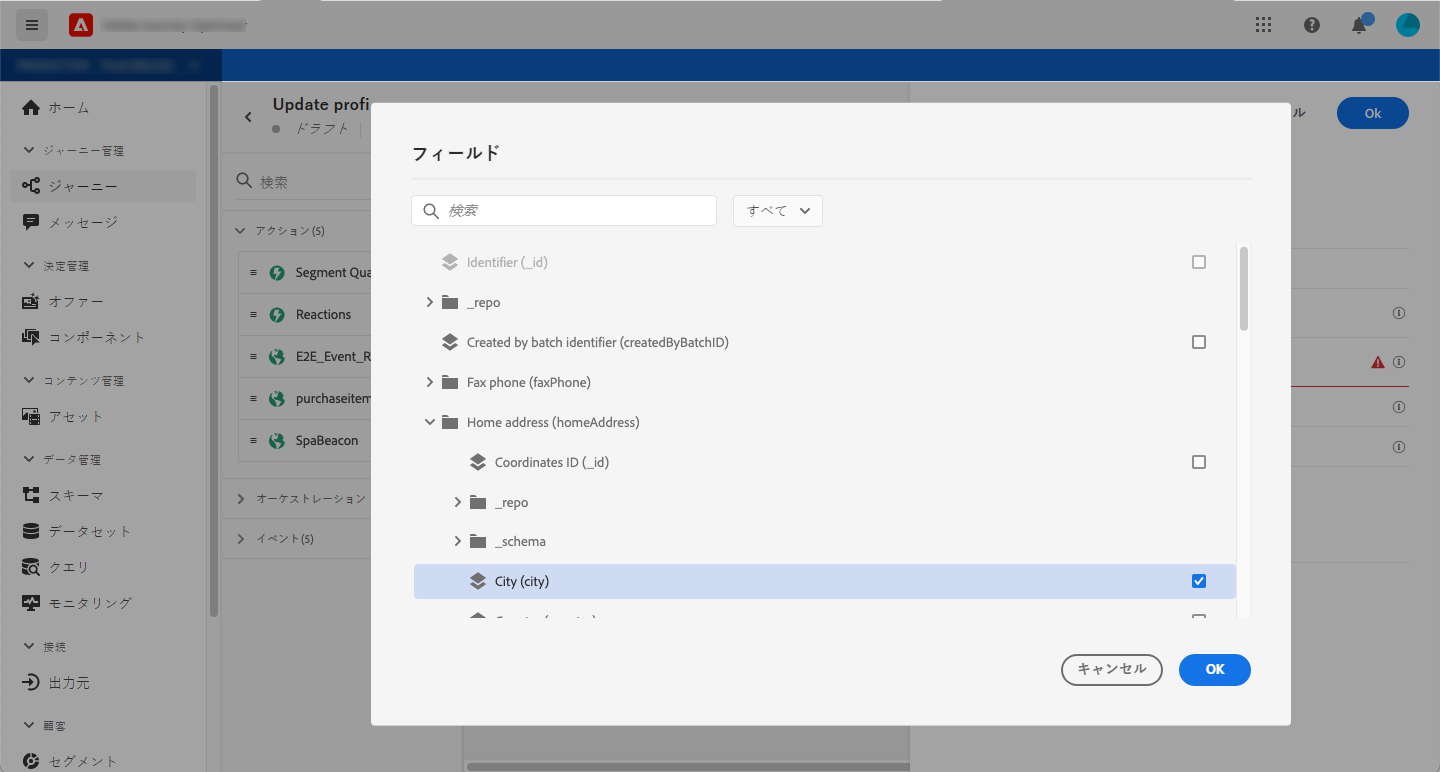 ホーム
ジャーニー管理
ジャーニー
メッセージ
決定管理
オファー
コンポーネント
コンテンツ管理
アセット
データ管理
スキーマ
データセット
クエリ
モニタリング
接続
出力元
顧客
セグメント
Update profi
ドラフト
検索
アクション (5)
Segment Qua
Reactions
E2E_Event_R
purchaseitem
SpaBeacon
オーケストレーション
イベント(5)
ル
Ok
フィールド
検索
すべて
Identifier (_id)
_repo
Created by batch identifier (createdByBatchID)
Fax phone (faxPhone)
Home address (homeAddress)
Coordinates ID (_id)
_repo
_schema
City (city)
キャンセル
OK